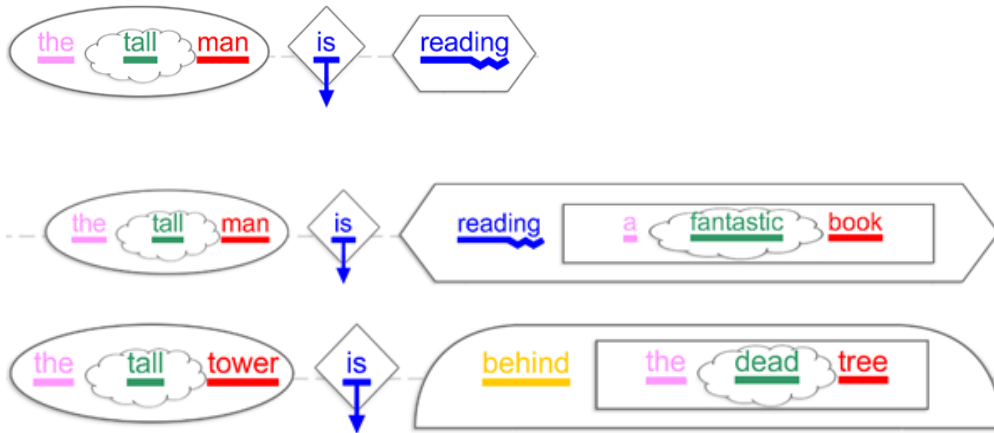 the tall man is reading
the tall man is reading a fantastic book
the tall tower is behind the dead tree